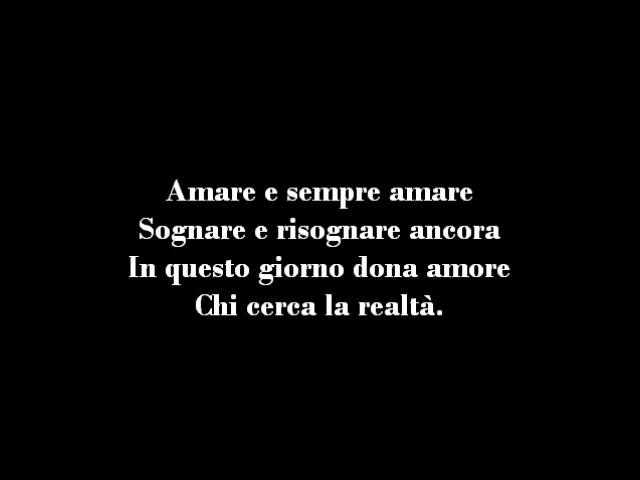 Amare e sempre amare
Sognare e risognare ancora
In questo giorno dona amore
Chi cerca la realtà.